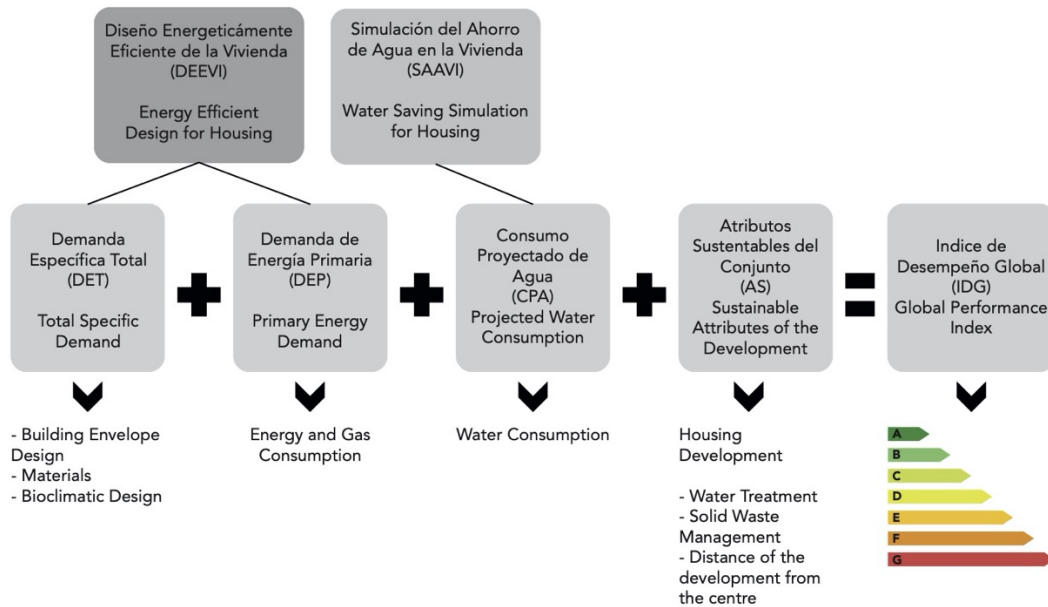 Diseño Energeticámente
Eficiente de la Vivienda
(DEEVI)
Energy Efficient
Design for Housing
Simulación del Ahorro
de Agua en la Vivienda
(SAAVI)
Water Saving Simulation
for Housing
Demanda
Específica Total
(DET)
Total Specific
Demand
Demanda de
Energía Primaria
(DEP)
Primary Energy
Demand
Consumo
Proyectado de
Agua
(CPA)
Projected Water
Consumption
Atributos
Sustentables del
Conjunto
(AS)
Sustainable
Attributes of the
Development
Indice de
Desempeño Global
(IDG)
Global Performance
Index
- Building Envelope
Design
- Materials
- Bioclimatic Design
Energy and Gas
Consumption
Water Consumption
Housing
Development
- Water Treatment
- Solid Waste
Management
- Distance of the
development from
the centre
A
B
C
D
E
F
G